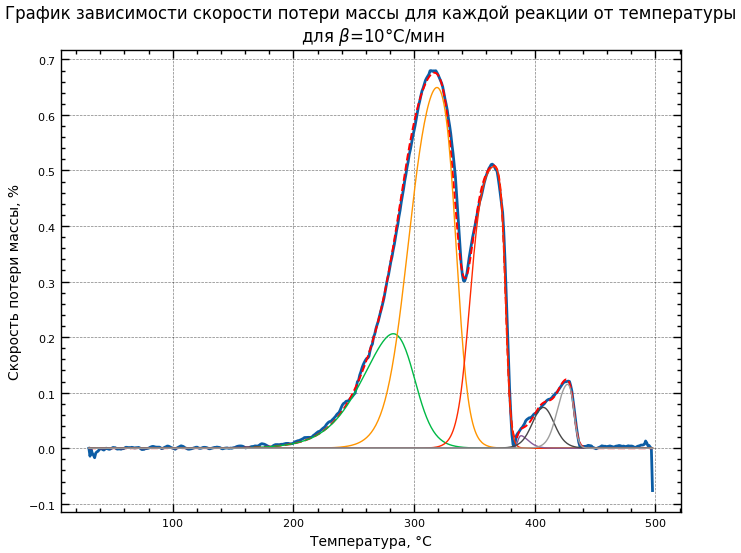 График зависимости скорости потери массы для каждой реакции от температуры
для β=10°C/мин
Скорость потери массы, %
0.7
0.6
0.5
0.4
0.3
0.2
0.1
0.0
−0.1
100 200 300 400 500
Температура, °C